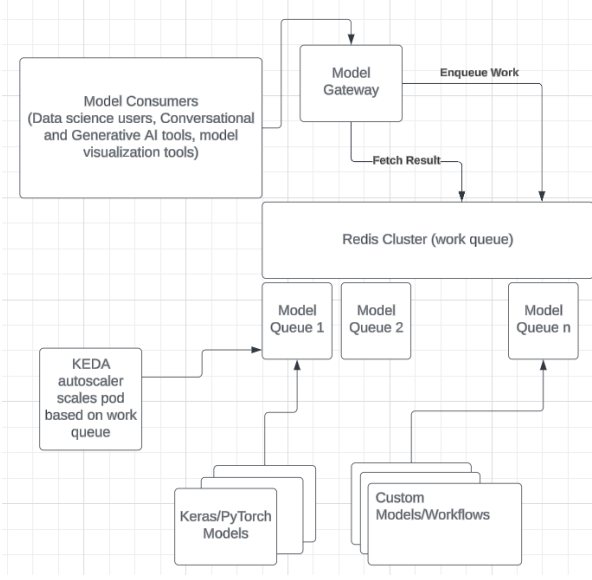 Model
Gateway
Enqueue Work
Model Consumers
(Data science users, Conversational
and Generative AI tools, model
visualization tools)
Fetch Result
Redis Cluster (work queue)
Model
Queue 1
Model
Queue 2
Model
Queue n
KEDA
autoscaler
scales pod
based on work
queue
Keras/PyTorch
Models
Custom
Models/Workflows